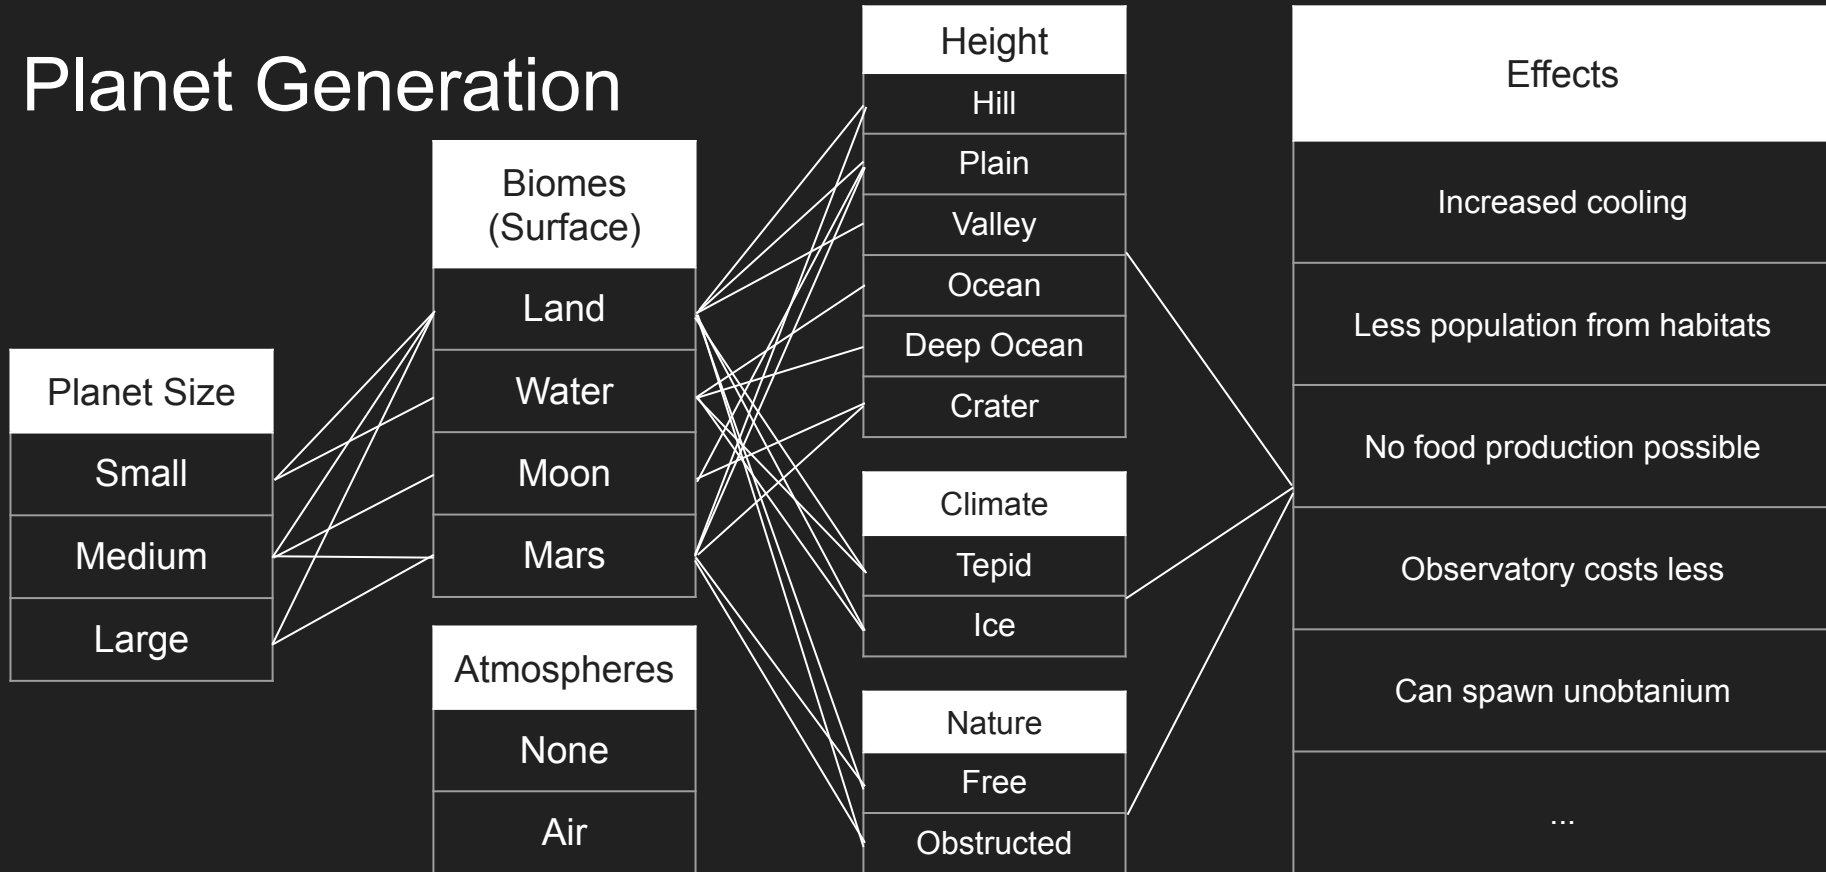 Planet Generation
Planet Size
Small
Medium
Large
Biomes
(Surface)
Land
Water
Moon
Mars
Atmospheres
None
Air
Height
Hill
Plain
Valley
Ocean
Deep Ocean
Crater
Climate
Tepid
Ice
Nature
Free
Obstructed
Effects
Increased cooling
Less population from habitats
No food production possible
Observatory costs less
Can spawn unobtanium
...